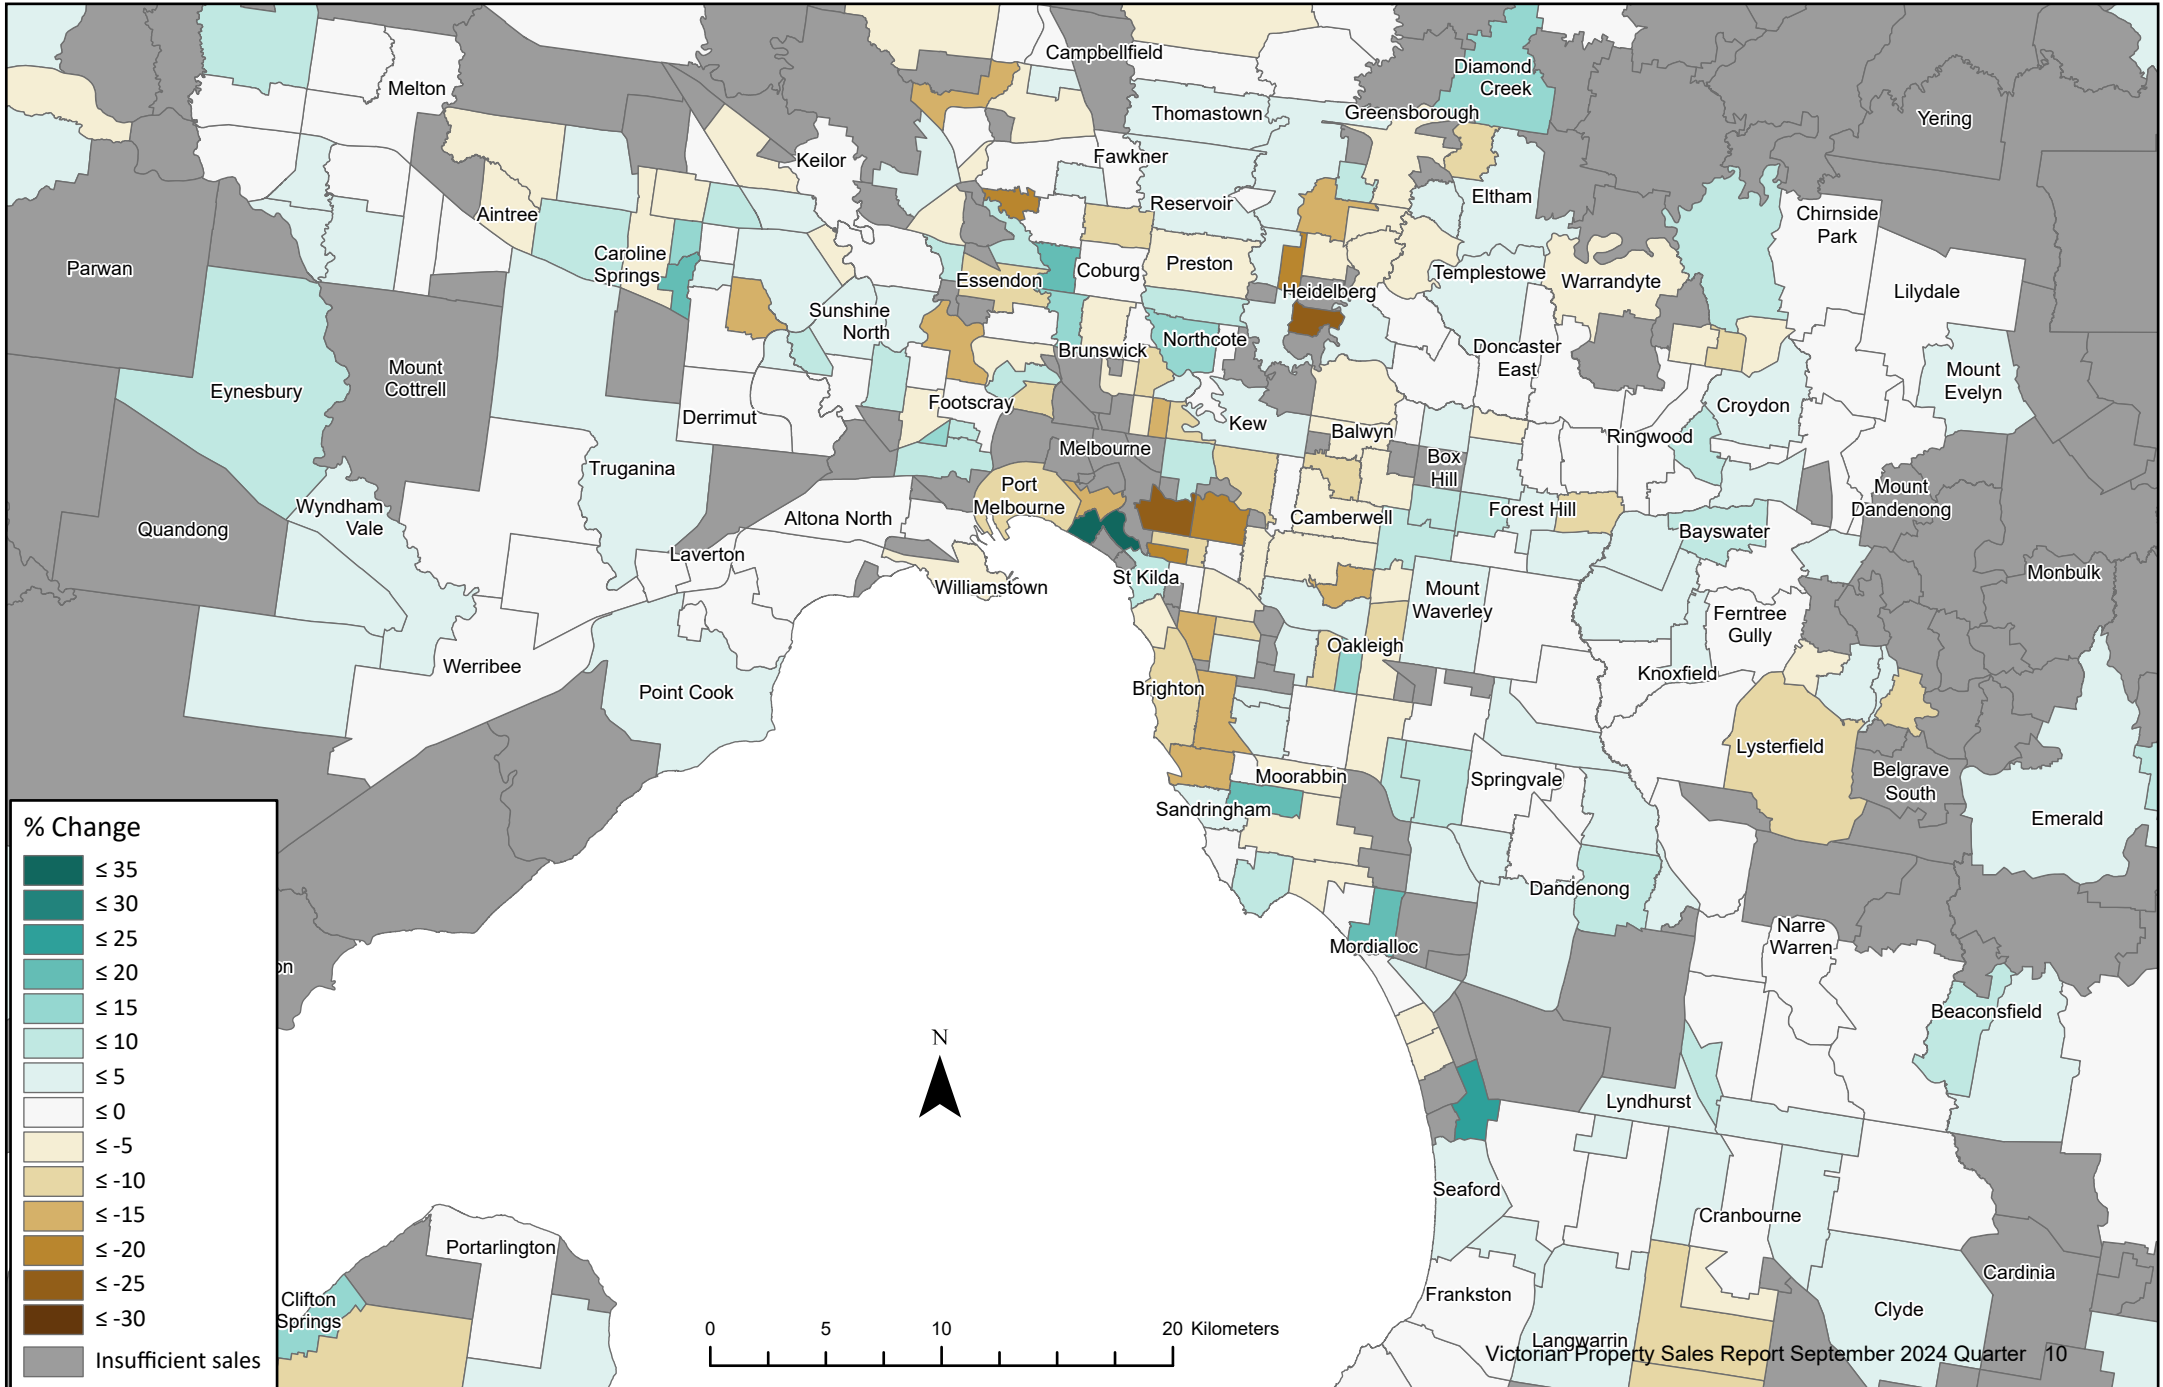 Campbellfield
Diamond
Creek
Melton
Thomastown
Greensborough
Yering
Keilor
Fawkner
Eltham
Reservoir
Aintree
Chirnside
Park
Caroline
Springs
Parwan
Coburg
Preston
Essendon
Templestowe
Warrandyte
Heidelberg
Lilydale
Sunshine
North
Northcote
Brunswick
Doncaster
East
Mount
Cottrell
Mount
Evelyn
Eynesbury
Footscray
Croydon
Derrimut
Kew
Balwyn
Ringwood
Melbourne
Box
Hill
Truganina
Port
Melbourne
Mount
Dandenong
Wyndham
Vale
Altona North
Camberwell
Forest Hill
Quandong
Bayswater
Laverton
St Kilda
Williamstown
Monbulk
Mount
Waverley
Ferntree
Gully
Oakleigh
Werribee
Knoxfield
Point Cook
Brighton
Lysterfield
Moorabbin
Springvale
Belgrave
South
Sandringham
Emerald
Dandenong
Narre
Warren
Mordialloc
on
Beaconsfield
Lyndhurst
Seaford
Cranbourne
Portarlington
Cardinia
Frankston
Clifton
Springs
Clyde
Langwarrin
% Change
≤ 35
≤ 30
≤ 25
≤ 20
≤ 15
≤ 10
≤ 5
≤ 0
≤ -5
≤ -10
≤ -15
≤ -20
≤ -25
≤ -30
Insufficient sales
N
0 5 10 20 Kilometers
Victorian Property Sales Report September 2024 Quarter 10